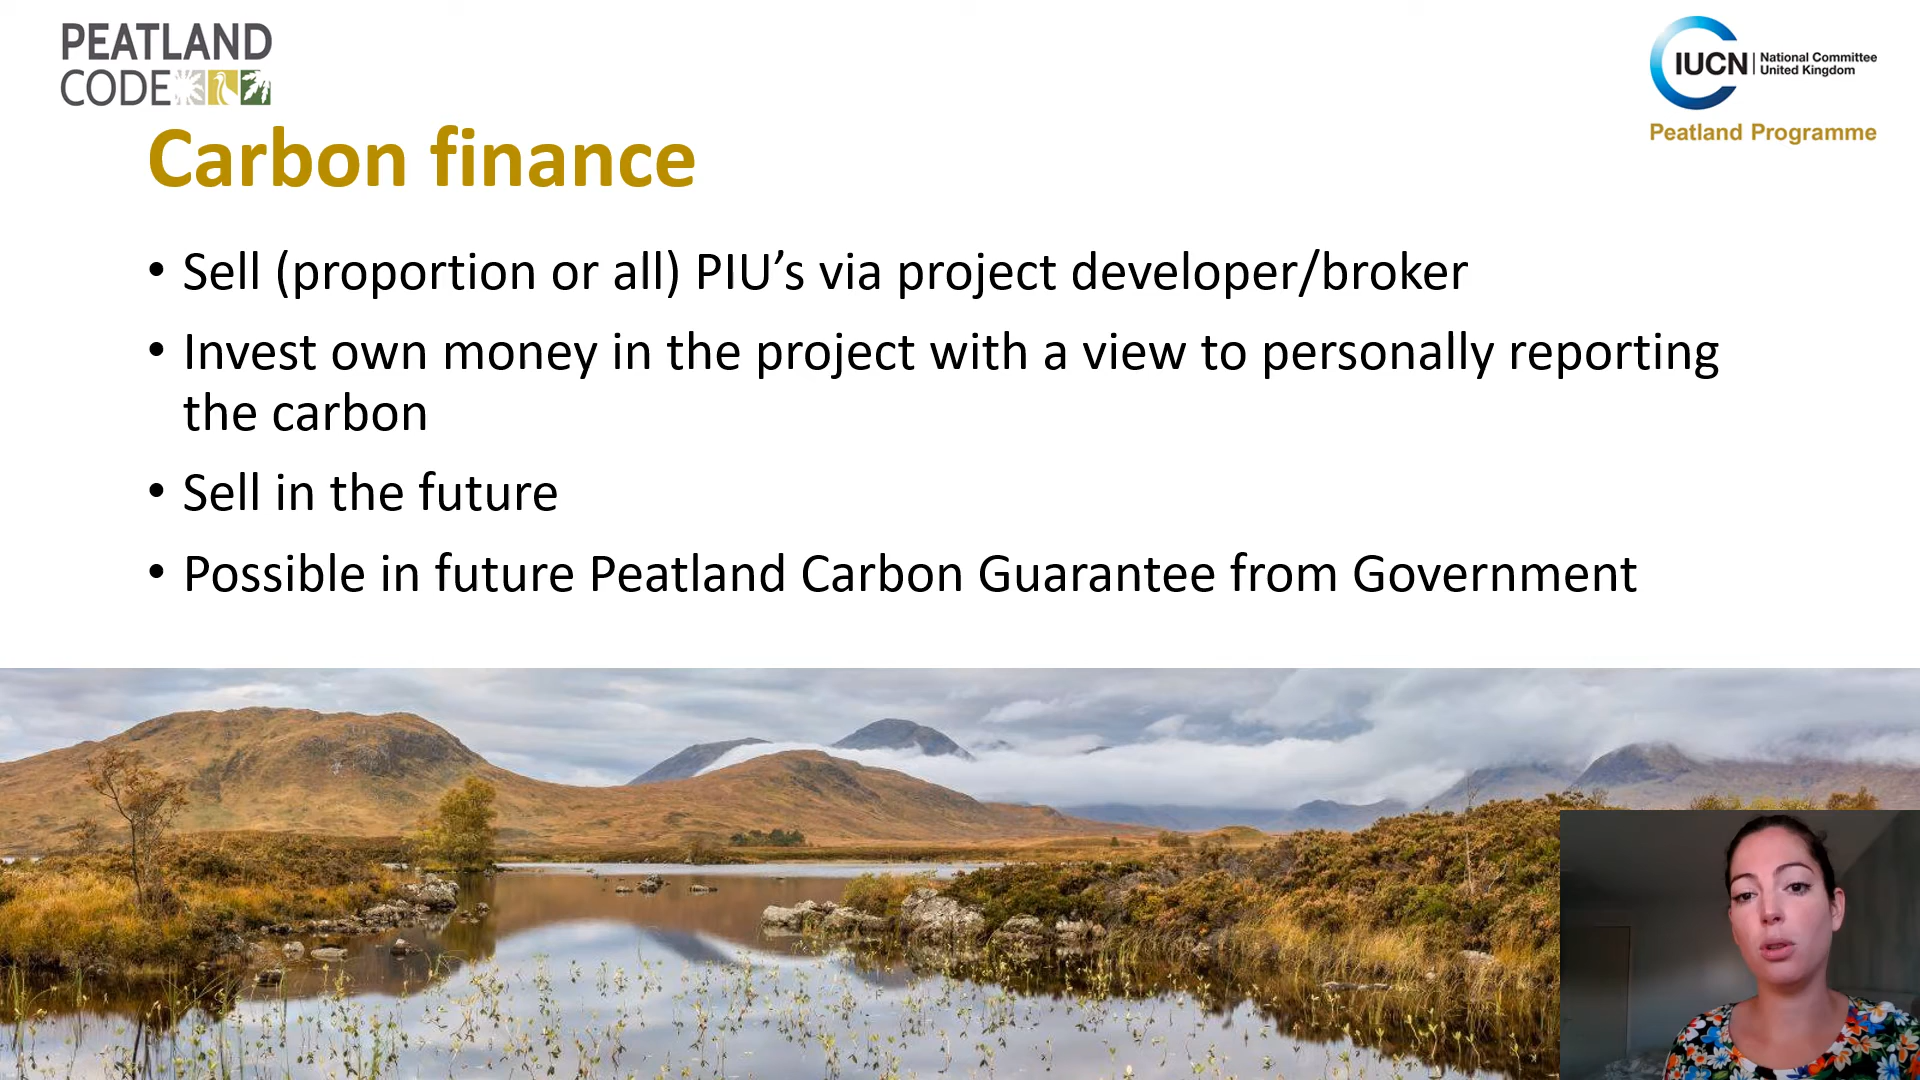 PEATLAND
CODE
IUCN National Committee
United Kingdom
Peatland Programme
Carbon finance
• Sell (proportion or all) PIU’s via project developer/broker
• Invest own money in the project with a view to personally reporting
the carbon
• Sell in the future
• Possible in future Peatland Carbon Guarantee from Government